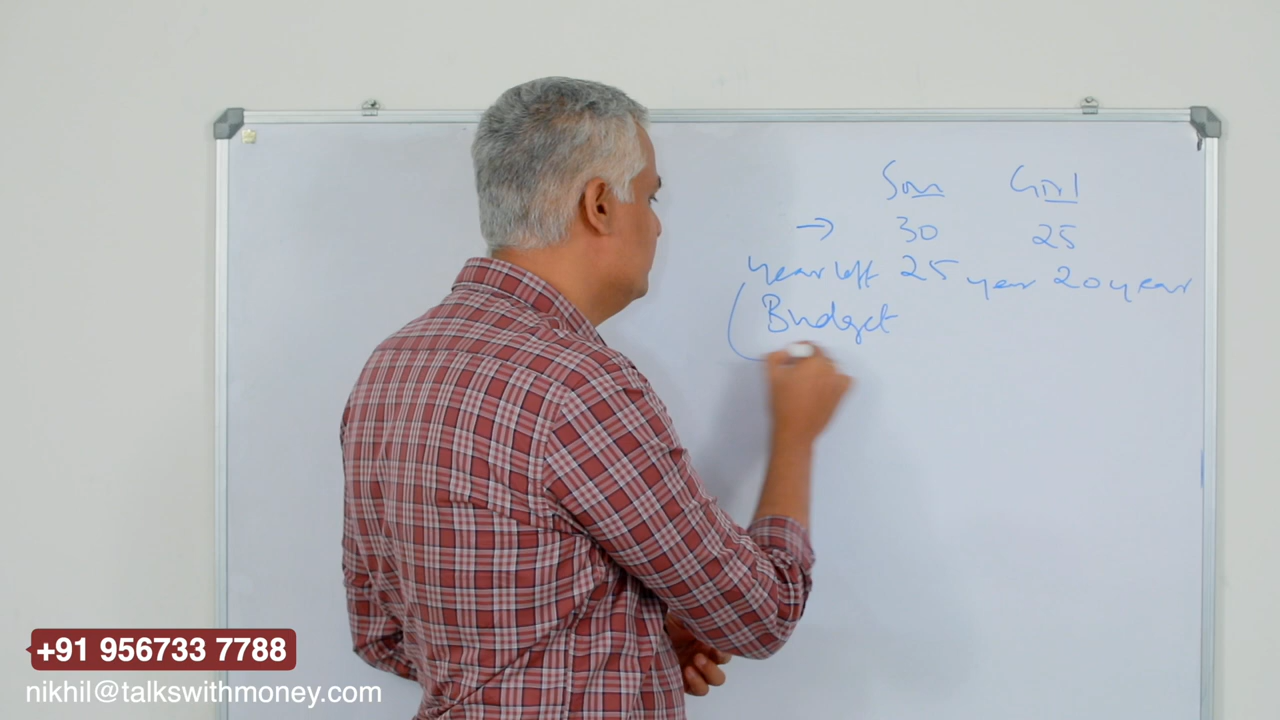 Son Girl
→ 30 25
year left 25 year 20 year
Budget
+91 956733 7788
nikhil@talkswithmoney.com